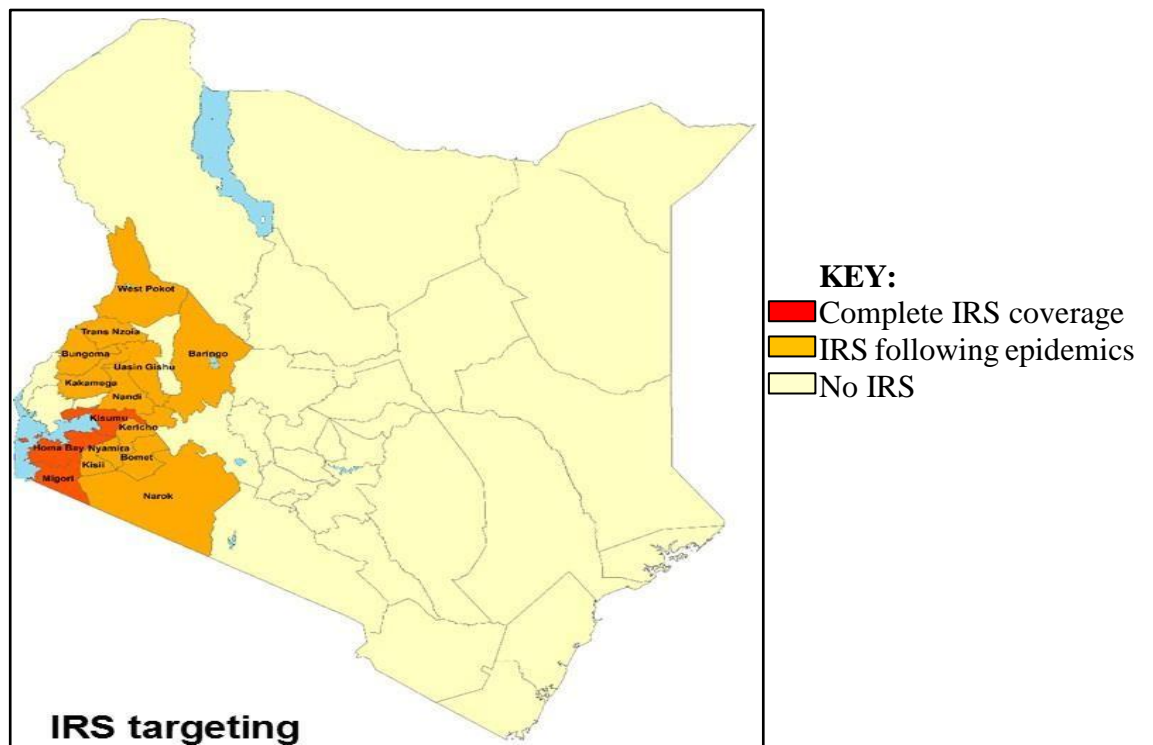 KEY:
Complete IRS coverage
IRS following epidemics
No IRS
West Pokot
Trans Nzoia
Bungoma
Baringo
Uasin Gishu
Kakamega
Nandi
Kisumu
Kericho
Homa Bay Nyamira
Bomet
Kisii
Migori
Narok
IRS targeting